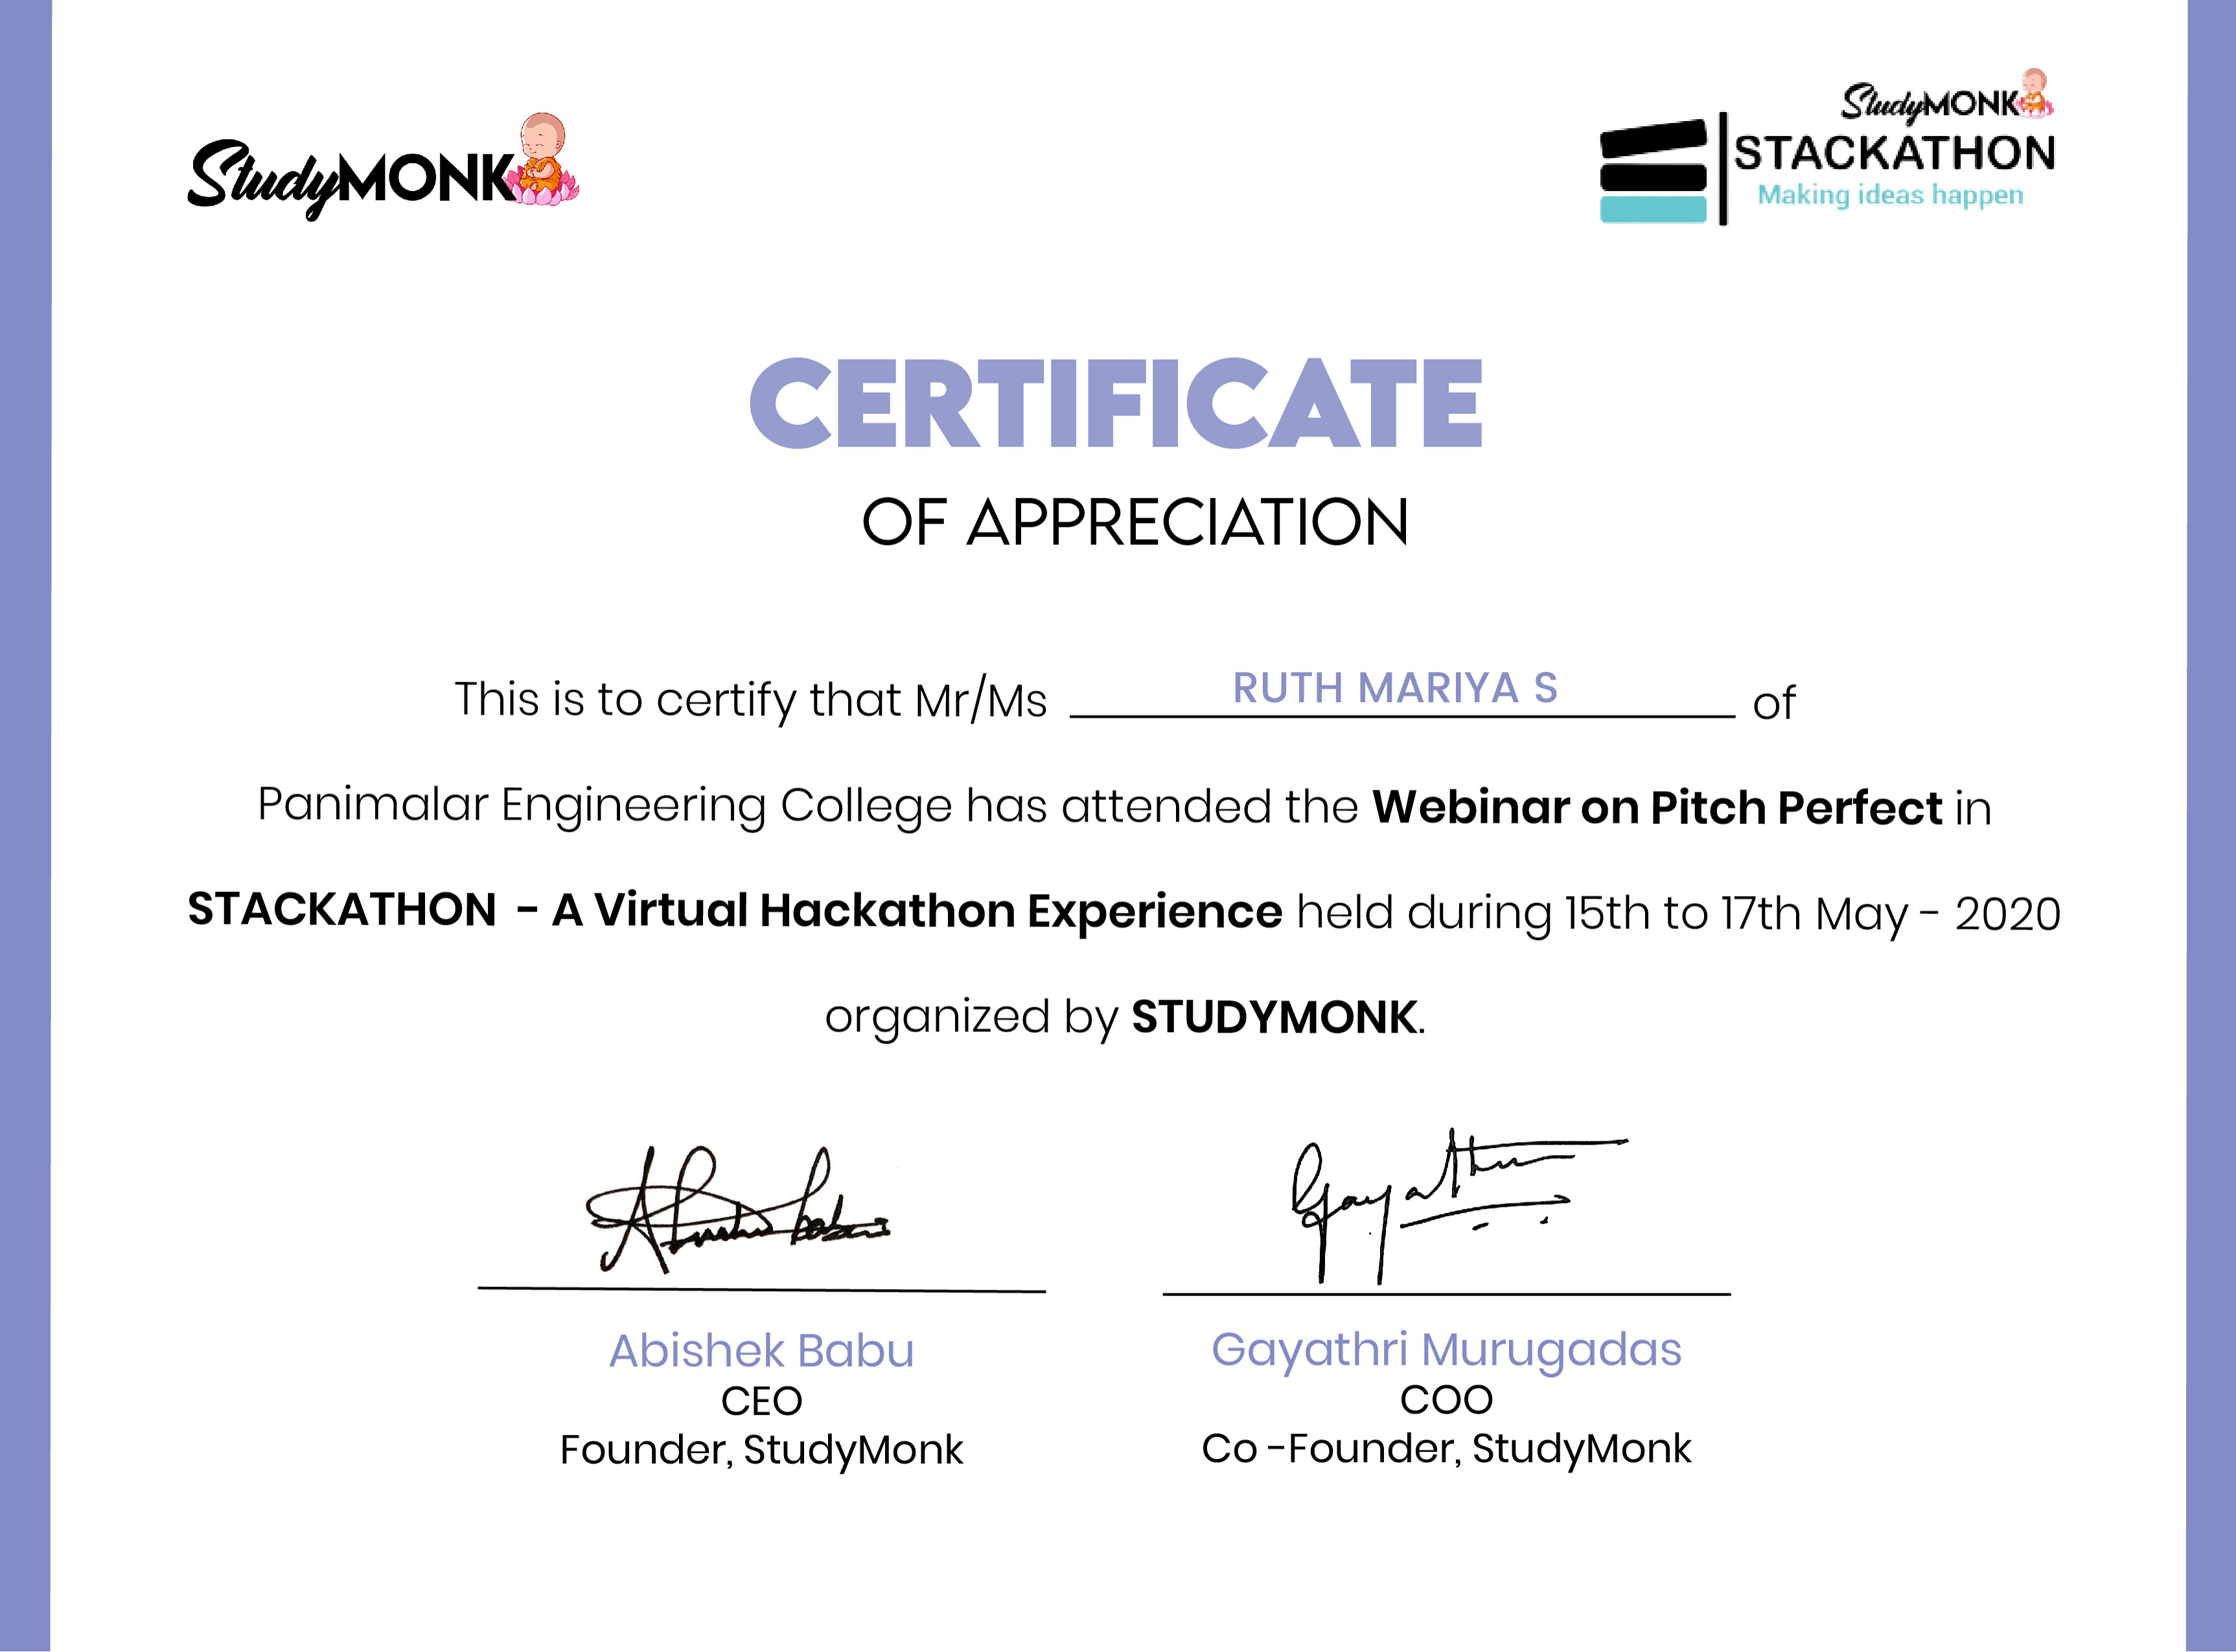 StudyMONK
StudyMONK
STACKATHON
Making ideas happen
CERTIFICATE
OF APPRECIATION
This is to certify that Mr/Ms RUTH MARIYA S of
Panimalar Engineering College has attended the Webinar on Pitch Perfect in
STACKATHON - A Virtual Hackathon Experience held during 15th to 17th May - 2020
organized by STUDYMONK.
Abishek Babu
CEO
Founder, StudyMonk
Gayathri Murugadas
COO
Co -Founder, StudyMonk